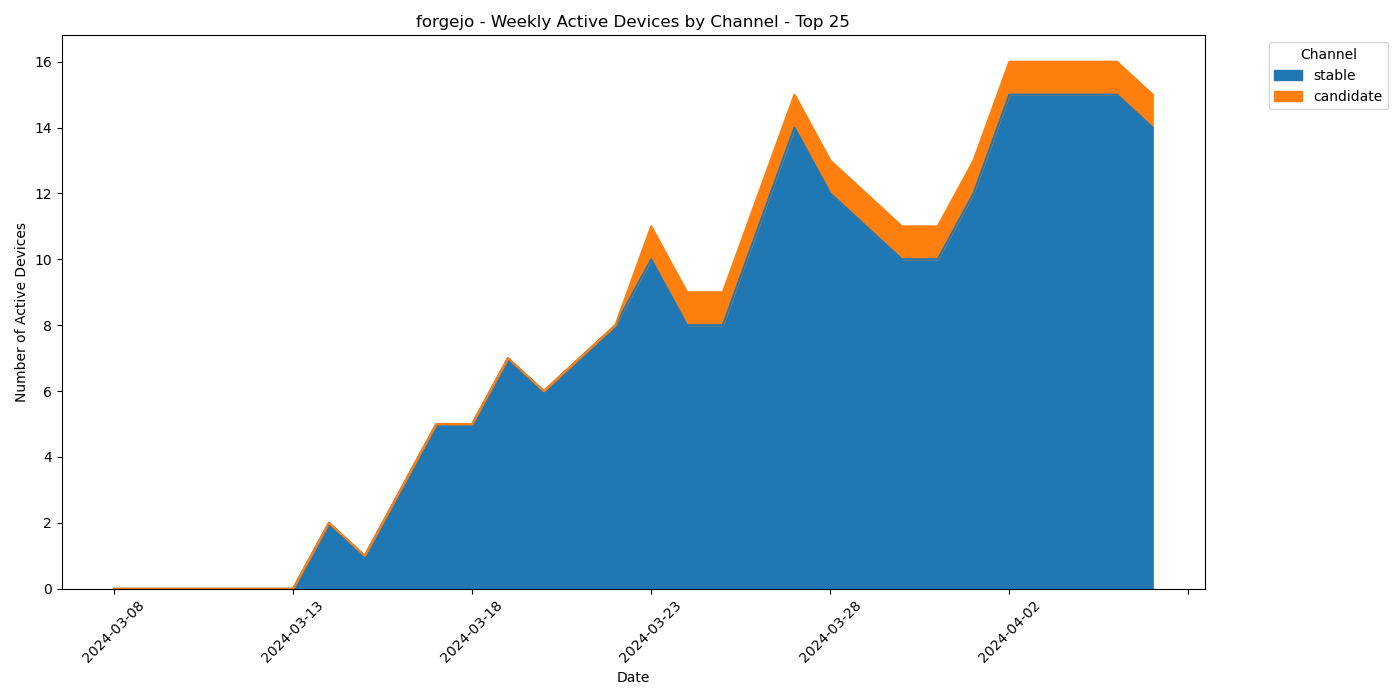 forgejo - Weekly Active Devices by Channel - Top 25
Channel
stable
candidate
Number of Active Devices
16
14
12
10
8
6
4
2
0
2024-03-08
2024-03-13
2024-03-18
2024-03-23
2024-03-28
2024-04-02
Date